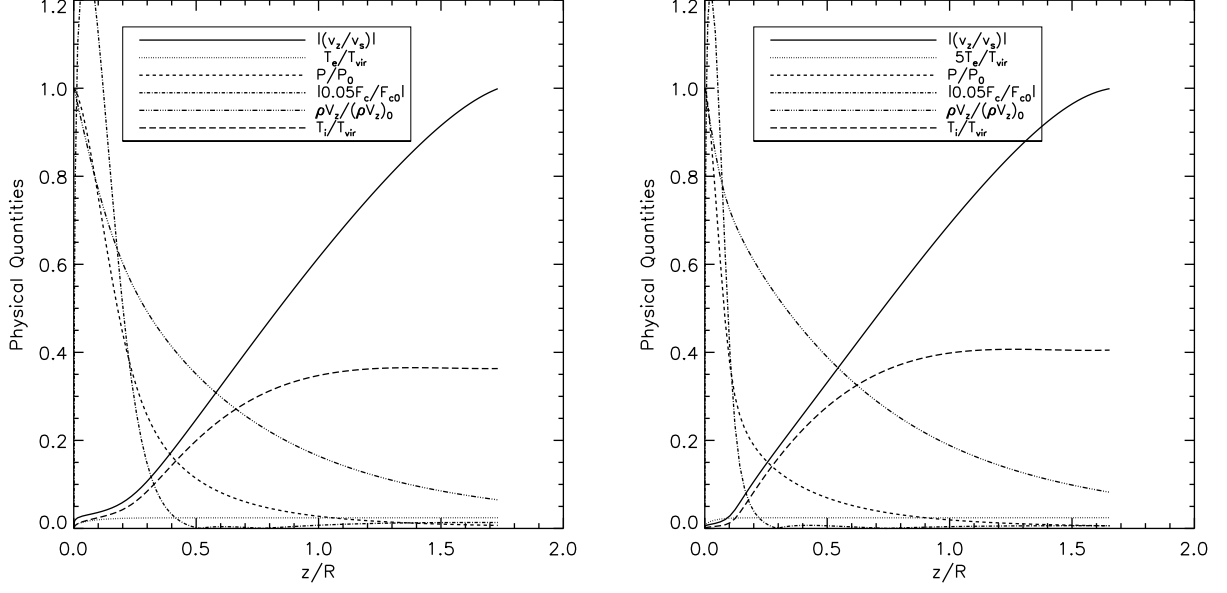 1.2
1.0
0.8
0.6
0.4
0.2
0.0
Physical Quantities
|(v_z/v_s)|
T_e/T_vir
P/P_0
|0.05F_c/F_c0|
ρV_z/(ρV_z)_0
T_i/T_vir
0.0 0.5 1.0 1.5 2.0
z/R
1.2
1.0
0.8
0.6
0.4
0.2
0.0
Physical Quantities
|(v_z/v_s)|
5T_e/T_vir
P/P_0
|0.05F_c/F_c0|
ρV_z/(ρV_z)_0
T_i/T_vir
0.0 0.5 1.0 1.5 2.0
z/R